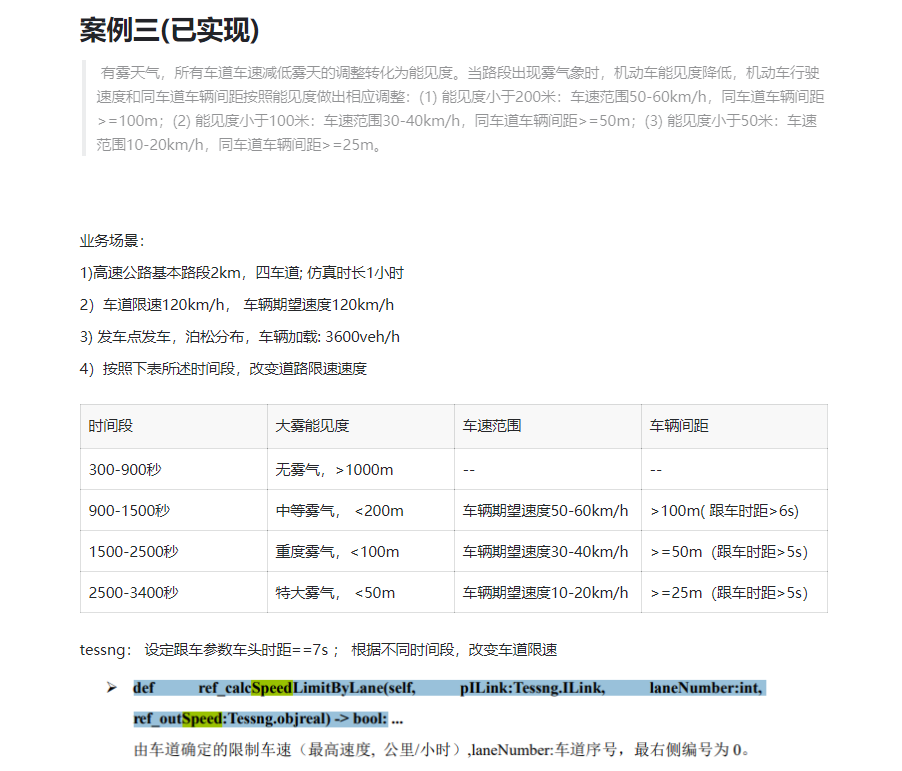 案例三(已实现)
有雾天气，所有车道车速减低雾天的调整转化为能见度。当路段出现雾气象时，机动车能见度降低，机动车行驶
速度和同车道车辆间距按照能见度做出相应调整：(1) 能见度小于200米：车速范围50-60km/h，同车道车辆间距
>=100m；(2) 能见度小于100米：车速范围30-40km/h，同车道车辆间距>=50m；(3) 能见度小于50米：车速
范围10-20km/h，同车道车辆间距>=25m。
业务场景：
1)高速公路基本路段2km，四车道; 仿真时长1小时
2）车道限速120km/h， 车辆期望速度120km/h
3) 发车点发车，泊松分布，车辆加载: 3600veh/h
4）按照下表所述时间段，改变道路限速速度
时间段 大雾能见度 车速范围 车辆间距
300-900秒 无雾气，>1000m -- --
900-1500秒 中等雾气， <200m 车辆期望速度50-60km/h >100m( 跟车时距>6s)
1500-2500秒 重度雾气，<100m 车辆期望速度30-40km/h >=50m（跟车时距>5s）
2500-3400秒 特大雾气， <50m 车辆期望速度10-20km/h >=25m（跟车时距>5s）
tessng： 设定跟车参数车头时距==7s ； 根据不同时间段，改变车道限速
➢ def ref_calcSpeedLimitByLane(self, pILink:Tessng.ILink, laneNumber:int,
ref_outSpeed:Tessng.objreal) -> bool: ...
由车道确定的限制车速（最高速度, 公里/小时）,laneNumber:车道序号，最右侧编号为 0。